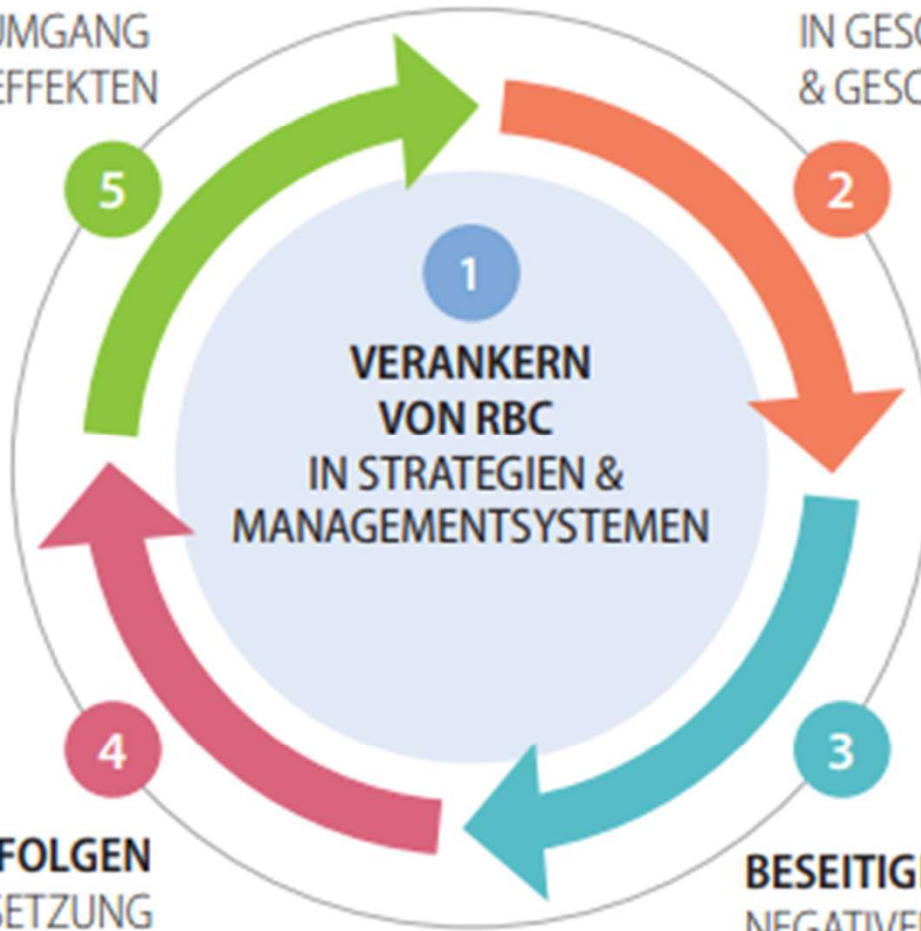 UMGANG
EFFEKTEN
IN GESC
& GESC
5
2
1
VERANKERN
VON RBC
IN STRATEGIEN &
MANAGEMENTSYSTEMEN
4
3
FOLGEN
SETZUNG
BESEITIG
NEGATIVE